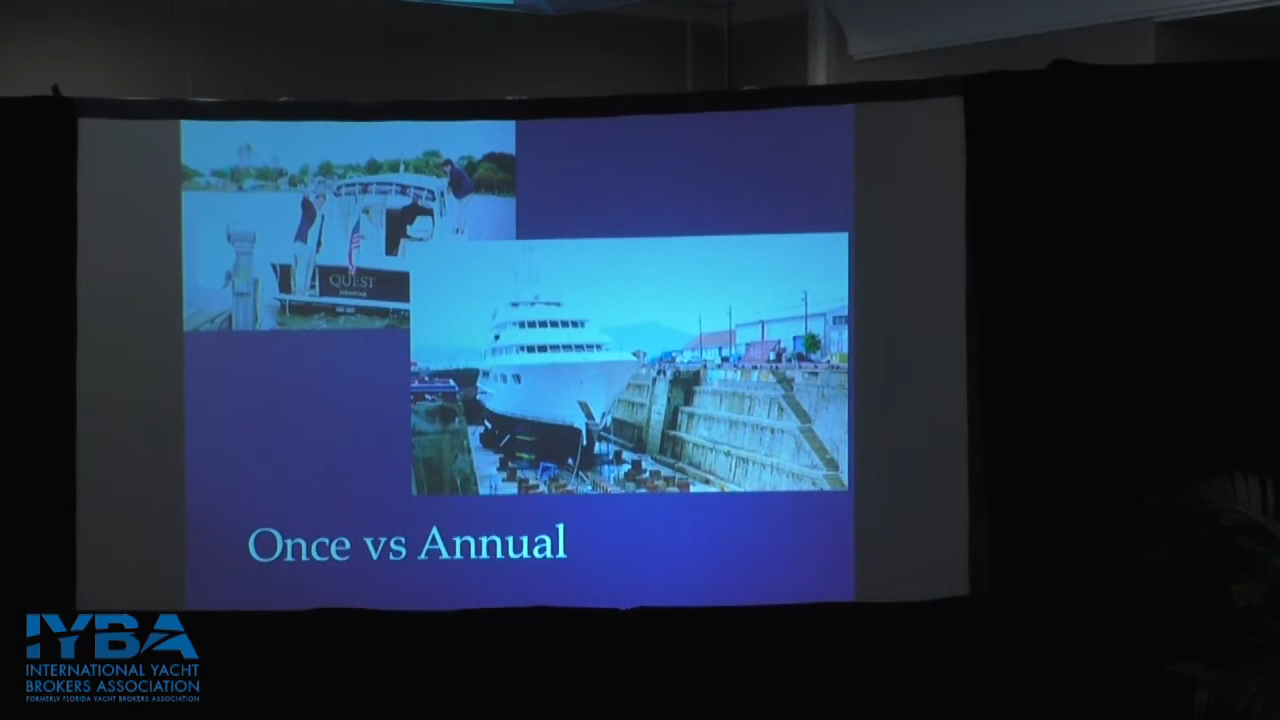 QUEST
Once vs Annual
IYBA
INTERNATIONAL YACHT
BROKERS ASSOCIATION
FORMERLY FLORIDA YACHT BROKERS ASSOCIATION